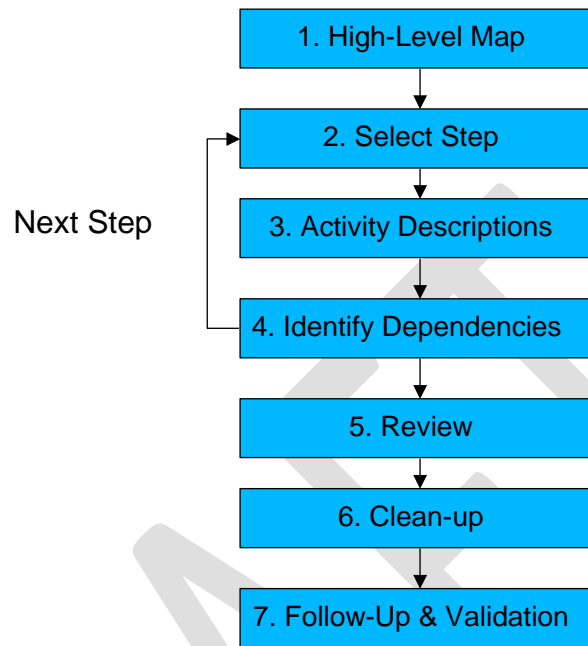 1. High-Level Map
2. Select Step
Next Step
3. Activity Descriptions
4. Identify Dependencies
5. Review
6. Clean-up
7. Follow-Up & Validation